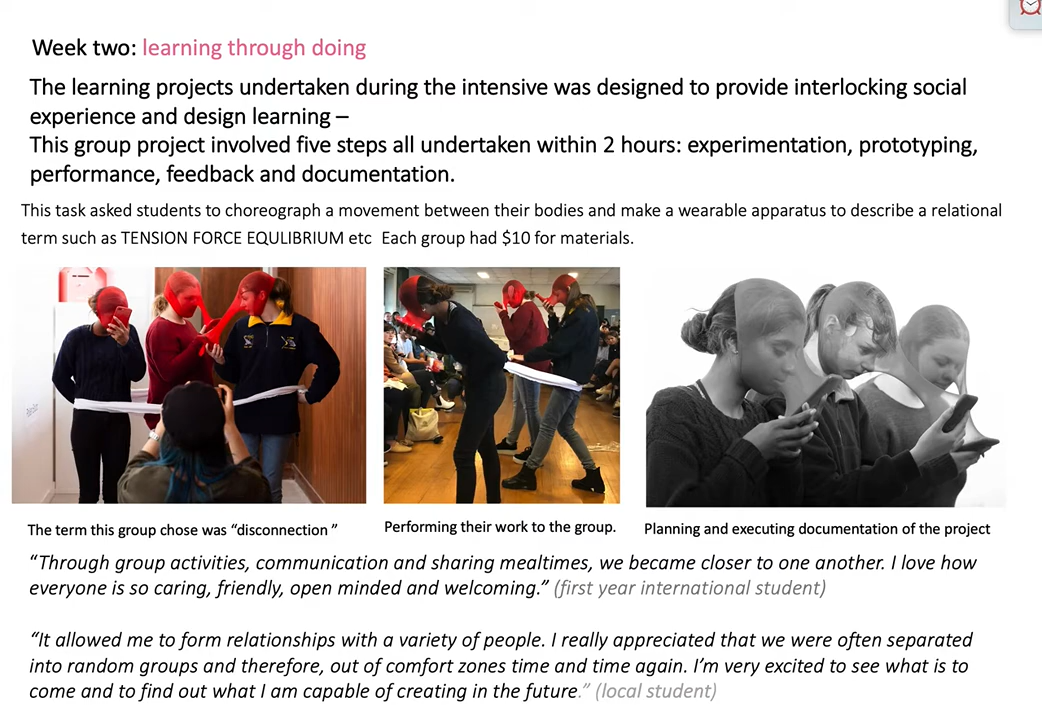 Week two: learning through doing
The learning projects undertaken during the intensive was designed to provide interlocking social
experience and design learning –
This group project involved five steps all undertaken within 2 hours: experimentation, prototyping,
performance, feedback and documentation.
This task asked students to choreograph a movement between their bodies and make a wearable apparatus to describe a relational
term such as TENSION FORCE EQULIBRIUM etc  Each group had $10 for materials.
The term this group chose was “disconnection ”
Performing their work to the group.
Planning and executing documentation of the project
“Through group activities, communication and sharing mealtimes, we became closer to one another. I love how
everyone is so caring, friendly, open minded and welcoming.” (first year international student)
“It allowed me to form relationships with a variety of people. I really appreciated that we were often separated
into random groups and therefore, out of comfort zones time and time again. I’m very excited to see what is to
come and to find out what I am capable of creating in the future.” (local student)